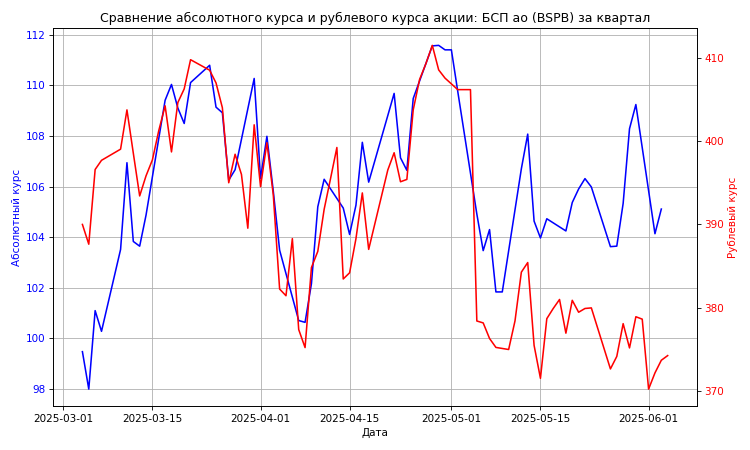 Сравнение абсолютного курса и рублевого курса акции: БСП ао (BSPB) за квартал
112
110
108
106
104
102
100
98
Абсолютный курс
410
400
390
380
370
Рублевый курс
2025-03-01 2025-03-15 2025-04-01 2025-04-15 2025-05-01 2025-05-15 2025-06-01
Дата